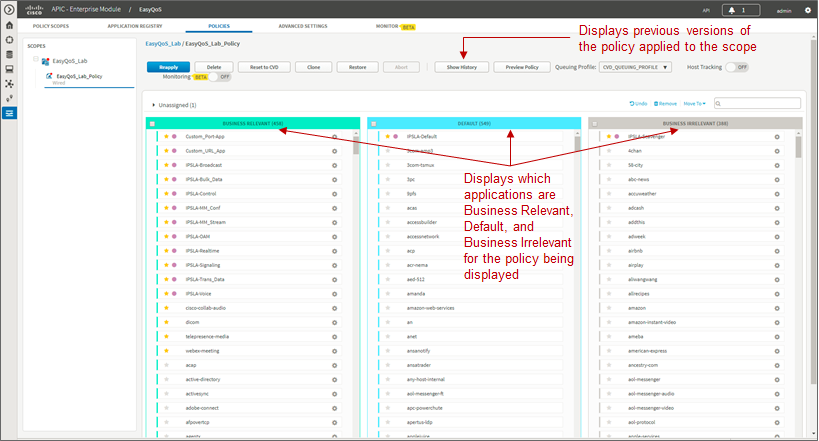 cisco
APIC - Enterprise Module / EasyQoS
API
1
admin
POLICY SCOPES
APPLICATION REGISTRY
POLICIES
ADVANCED SETTINGS
MONITOR BETA
Displays previous versions of
the policy applied to the scope
SCOPES
EasyQoS_Lab
EasyQoS_Lab_Policy
Wired
EasyQoS_Lab / EasyQoS_Lab_Policy
Reapply
Delete
Reset to CVD
Clone
Restore
Abort
Show History
Preview Policy
Queuing Profile:
CVD_QUEUING_PROFILE
Host Tracking
OFF
Monitoring BETA OFF
Unassigned (1)
Undo
Remove
Move To
BUSINESS RELEVANT
Custom_Port-App
Custom_URL_App
IPSLA-Broadcast
IPSLA-Bulk_Data
IPSLA-Control
IPSLA-MM_Conf
IPSLA-MM_Stream
IPSLA-OAM
IPSLA-Realtime
IPSLA-Signaling
IPSLA-Trans_Data
IPSLA-Voice
cisco-collab-audio
dicom
telepresence-media
webex-meeting
acap
active-directory
activesync
adobe-connect
afpovertcp
DEFAULT (549)
IPSLA-Default
3com-amp3
3com-tsmux
3pc
9pfs
acas
accessbuilder
accessnetwork
acp
acr-nema
aed-512
amanda
amazon-web-services
an
anet
ansanotify
ansatrader
any-host-internal
aol-messenger-ft
apc-powerchute
apertus-ldp
appleqtc
Displays which
applications are
Business Relevant,
Default, and
Business Irrelevant
for the policy being
displayed
BUSINESS IRRELEVANT
IPSLA-Scavenger
4chan
58-city
abc-news
accuweather
adcash
addthis
adweek
airbnb
airplay
aliwangwang
allrecipes
amazon
amazon-instant-video
ameba
american-express
ancestry-com
aol-messenger
aol-messenger-audio
aol-messenger-video
aol-protocol